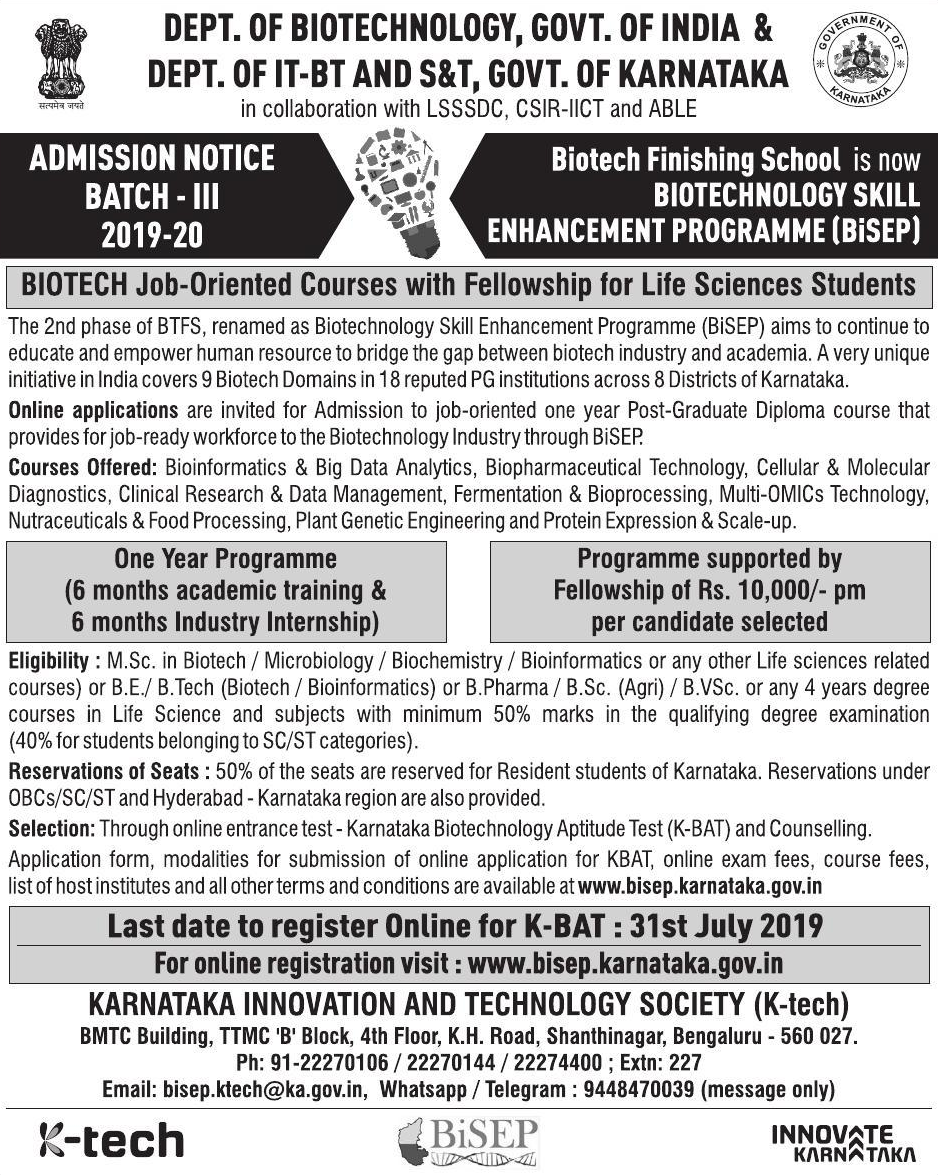 DEPT. OF BIOTECHNOLOGY, GOVT. OF INDIA &
DEPT. OF IT-BT AND S&T, GOVT. OF KARNATAKA
in collaboration with LSSSDC, CSIR-IICT and ABLE
सत्यमेव जयते
GOVERNMENT OF
KARNATAKA
ADMISSION NOTICE
BATCH - III
2019-20
Biotech Finishing School is now
BIOTECHNOLOGY SKILL
ENHANCEMENT PROGRAMME (BiSEP)
BIOTECH Job-Oriented Courses with Fellowship for Life Sciences Students
The 2nd phase of BTFS, renamed as Biotechnology Skill Enhancement Programme (BiSEP) aims to continue to
educate and empower human resource to bridge the gap between biotech industry and academia. A very unique
initiative in India covers 9 Biotech Domains in 18 reputed PG institutions across 8 Districts of Karnataka.
Online applications are invited for Admission to job-oriented one year Post-Graduate Diploma course that
provides for job-ready workforce to the Biotechnology Industry through BiSEP.
Courses Offered: Bioinformatics & Big Data Analytics, Biopharmaceutical Technology, Cellular & Molecular
Diagnostics, Clinical Research & Data Management, Fermentation & Bioprocessing, Multi-OMICs Technology,
Nutraceuticals & Food Processing, Plant Genetic Engineering and Protein Expression & Scale-up.
One Year Programme
(6 months academic training &
6 months Industry Internship)
Programme supported by
Fellowship of Rs. 10,000/- pm
per candidate selected
Eligibility : M.Sc. in Biotech / Microbiology / Biochemistry / Bioinformatics or any other Life sciences related
courses) or B.E./ B.Tech (Biotech / Bioinformatics) or B.Pharma / B.Sc. (Agri) / B.VSc. or any 4 years degree
courses in Life Science and subjects with minimum 50% marks in the qualifying degree examination
(40% for students belonging to SC/ST categories).
Reservations of Seats : 50% of the seats are reserved for Resident students of Karnataka. Reservations under
OBCs/SC/ST and Hyderabad - Karnataka region are also provided.
Selection: Through online entrance test - Karnataka Biotechnology Aptitude Test (K-BAT) and Counselling.
Application form, modalities for submission of online application for KBAT, online exam fees, course fees,
list of host institutes and all other terms and conditions are available at www.bisep.karnataka.gov.in
Last date to register Online for K-BAT : 31st July 2019
For online registration visit : www.bisep.karnataka.gov.in
KARNATAKA INNOVATION AND TECHNOLOGY SOCIETY (K-tech)
BMTC Building, TTMC 'B' Block, 4th Floor, K.H. Road, Shanthinagar, Bengaluru - 560 027.
Ph: 91-22270106 / 22270144 / 22274400 ; Extn: 227
Email: bisep.ktech@ka.gov.in, Whatsapp / Telegram : 9448470039 (message only)
K-tech
BiSEP
INNOVATE
KARNATAKA